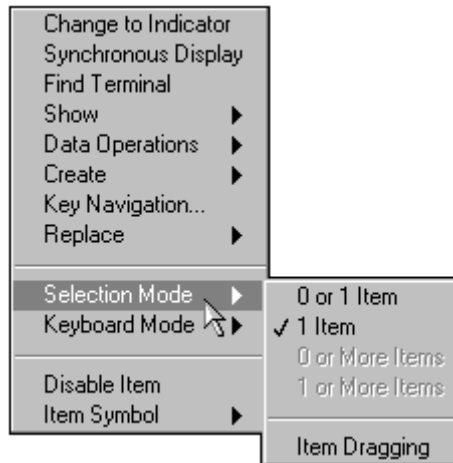 Change to Indicator
Synchronous Display
Find Terminal
Show
Data Operations
Create
Key Navigation...
Replace
Selection Mode
Keyboard Mode
Disable Item
Item Symbol
0 or 1 Item
1 Item
0 or More Items
1 or More Items
Item Dragging